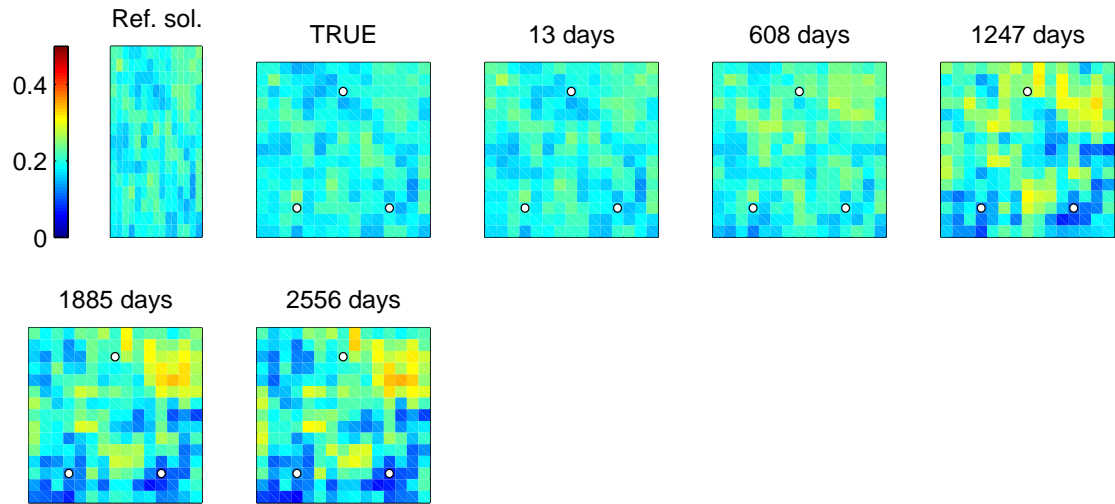 Ref. sol.
TRUE
13 days
608 days
1247 days
0.4
0.2
0
1885 days
2556 days